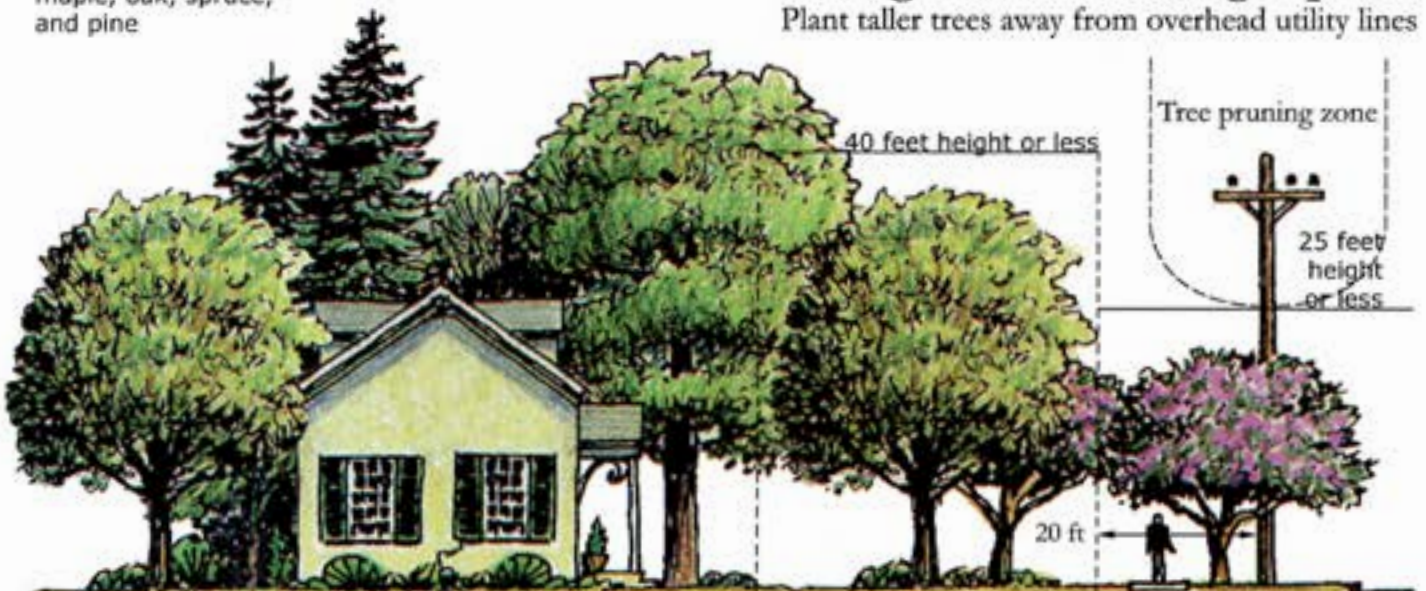 and pine
Plant taller trees away from overhead utility lines
Tree pruning zone
40 feet height or less
25 feet
height
or less
20 ft